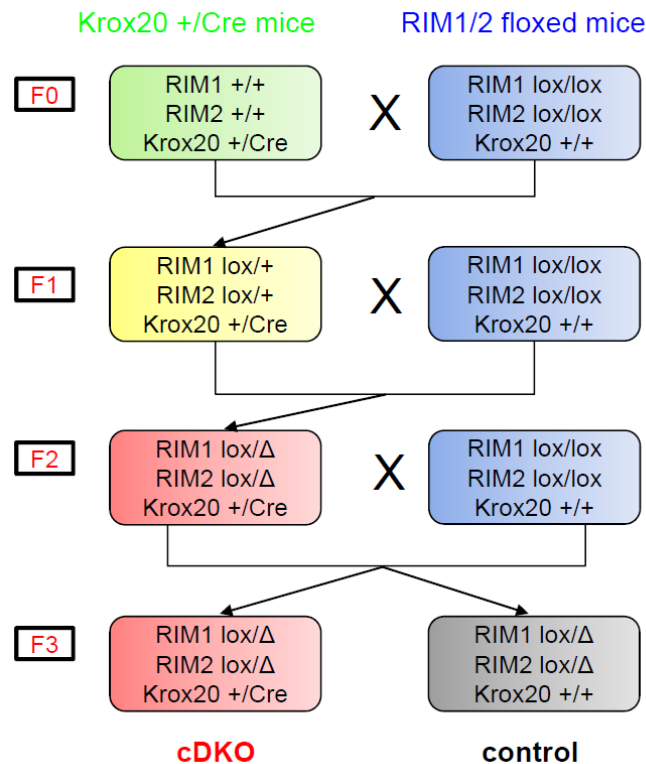 Krox20 +/Cre mice
RIM1/2 floxed mice
F0
RIM1 +/+
RIM2 +/+
Krox20 +/Cre
X
RIM1 lox/lox
RIM2 lox/lox
Krox20 +/+
F1
RIM1 lox/+
RIM2 lox/+
Krox20 +/Cre
X
RIM1 lox/lox
RIM2 lox/lox
Krox20 +/+
F2
RIM1 lox/Δ
RIM2 lox/Δ
Krox20 +/Cre
X
RIM1 lox/lox
RIM2 lox/lox
Krox20 +/+
F3
RIM1 lox/Δ
RIM2 lox/Δ
Krox20 +/Cre
RIM1 lox/Δ
RIM2 lox/Δ
Krox20 +/+
cDKO
control